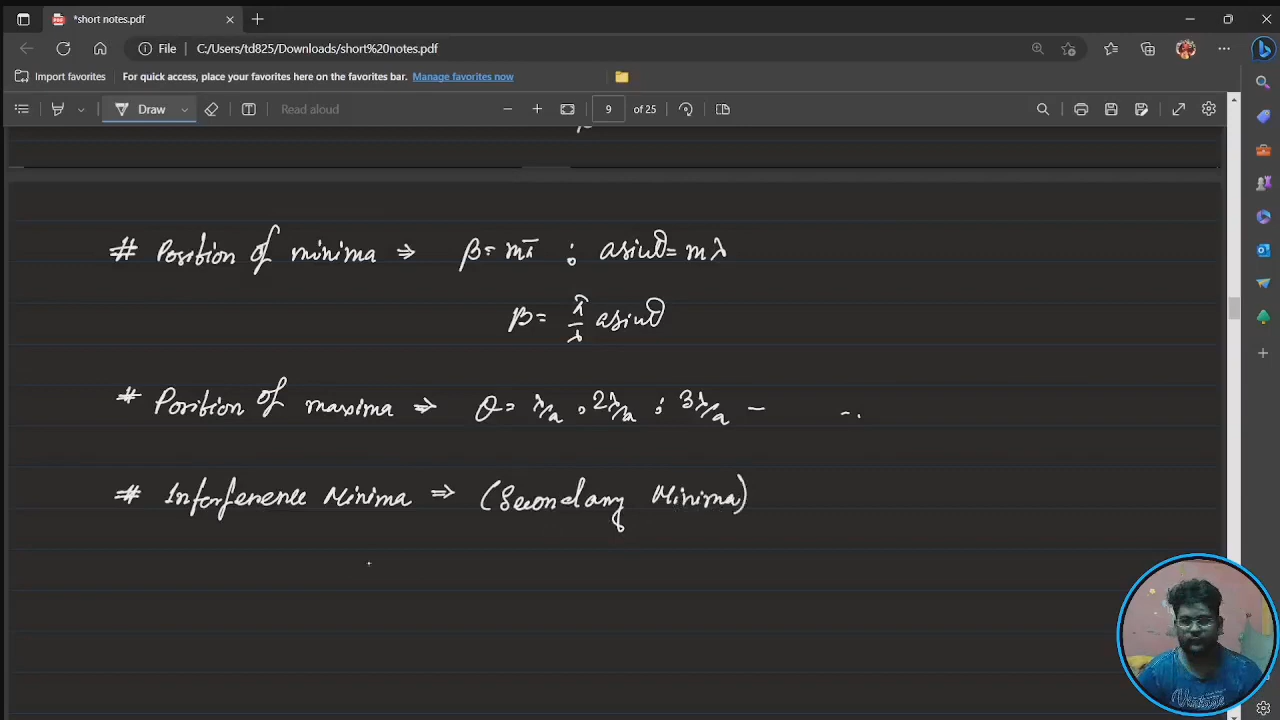 *short notes.pdf
File C:/Users/td825/Downloads/short%20notes.pdf
Import favorites For quick access, place your favorites here on the favorites bar. Manage favorites now
Draw Read aloud 9 of 25
# Position of minima ⇒ β = mπ ; a sinθ = mλ
β = π/λ a sinθ
# Position of maxima ⇒ θ = λ/a ; 2λ/a ; 3λ/a — -.
# Interference Minima ⇒ (Secondary Minima)